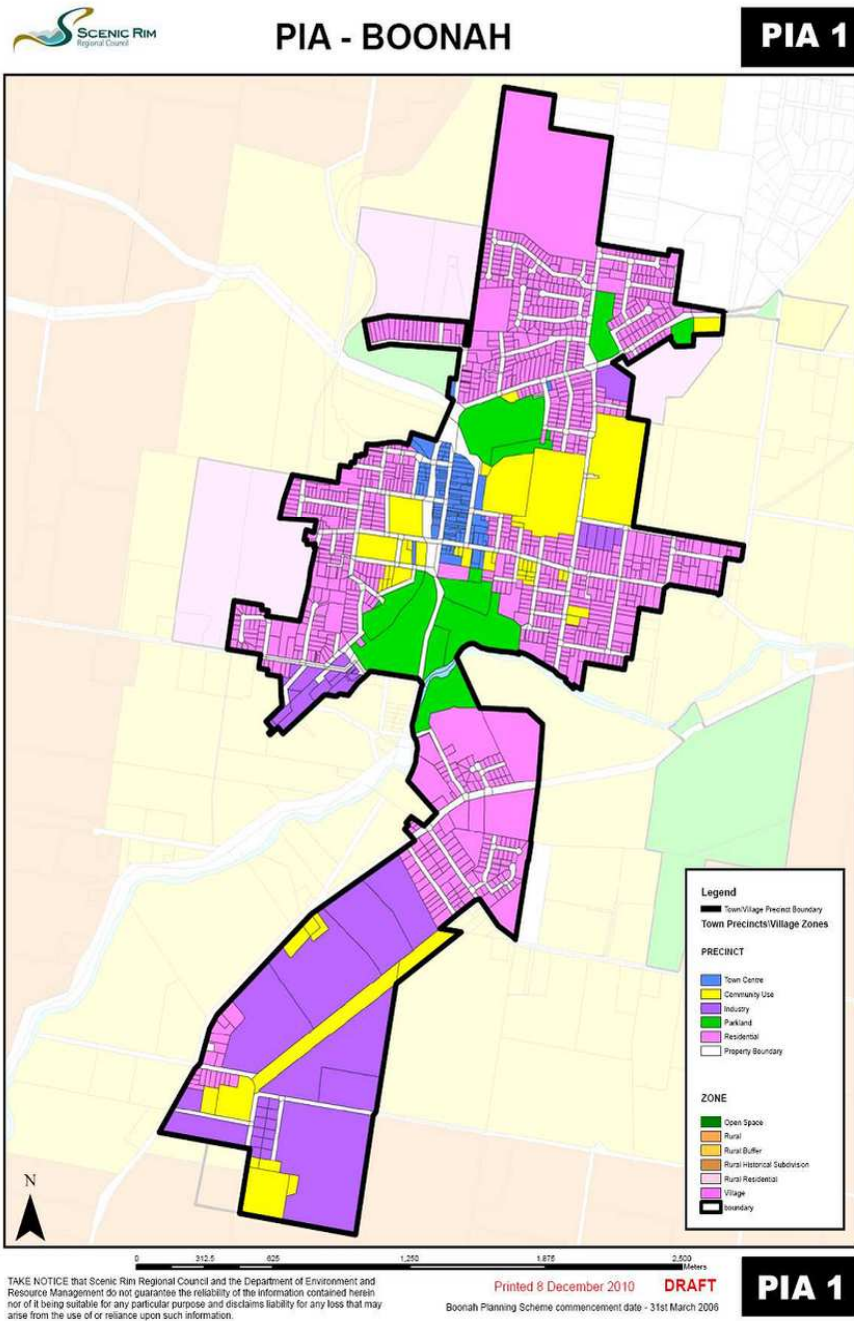 SCENIC RIM
Regional Council
PIA - BOONAH
PIA 1
Legend
Town/Village Precinct Boundary
Town Precincts\Village Zones
PRECINCT
Town Centre
Community Use
Industry
Parkland
Residential
Property Boundary
ZONE
Open Space
Rural
Rural Buffer
Rural Historical Subdivision
Rural Residential
Village
boundary
N
0 312.5 625 1,250 1,875 2,500
Meters
TAKE NOTICE that Scenic Rim Regional Council and the Department of Environment and
Resource Management do not guarantee the reliability of the information contained herein
nor of it being suitable for any particular purpose and disclaims liability for any loss that may
arise from the use of or reliance upon such information.
Printed 8 December 2010 DRAFT
Boonah Planning Scheme commencement date - 31st March 2006
PIA 1